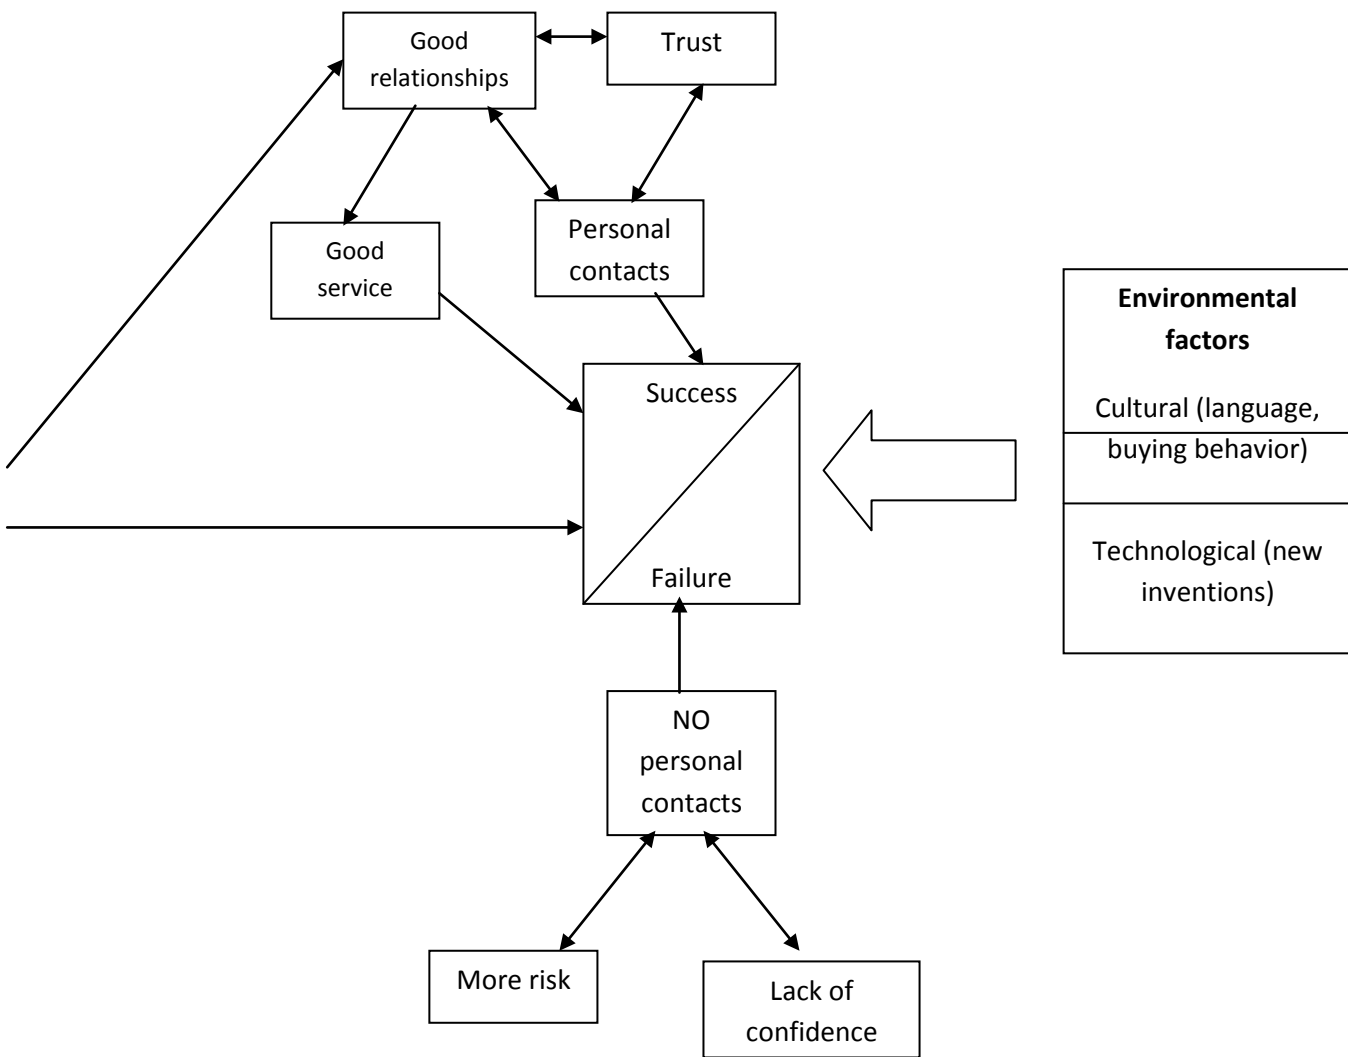 Good
relationships
Trust
Good
service
Personal
contacts
Environmental
factors
Cultural (language,
buying behavior)
Technological (new
inventions)
Success
Failure
NO
personal
contacts
More risk
Lack of
confidence